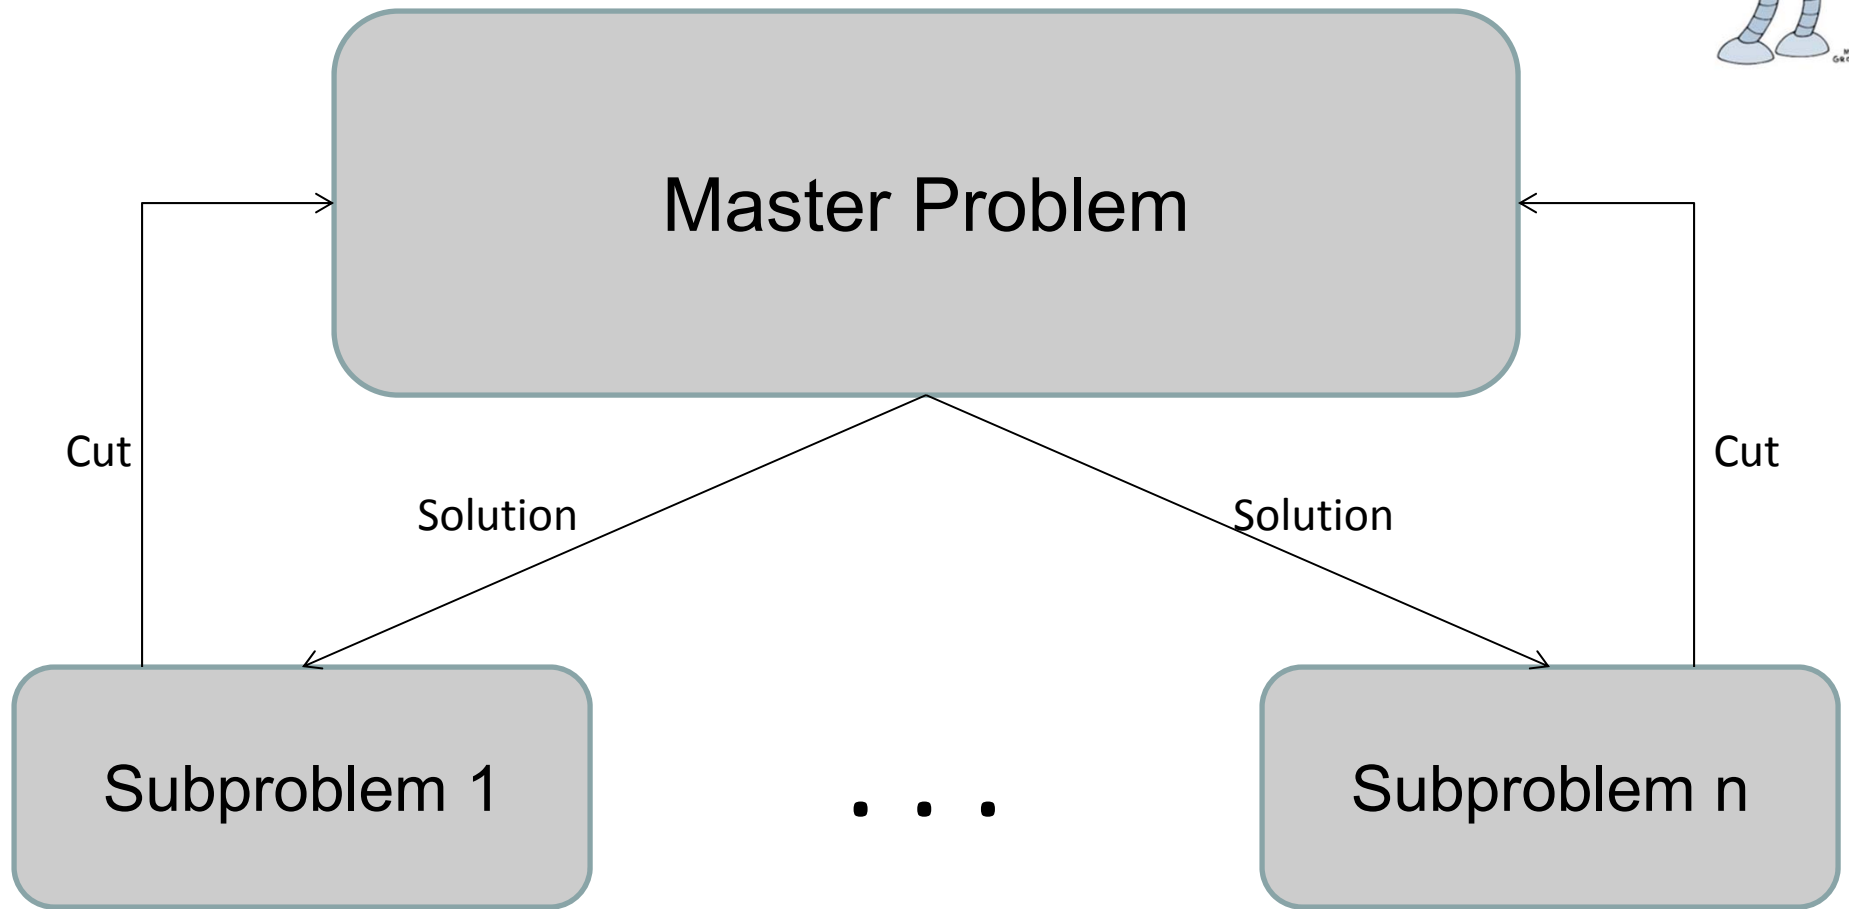 Master Problem
Cut
Cut
Solution
Solution
Subproblem 1
. . .
Subproblem n